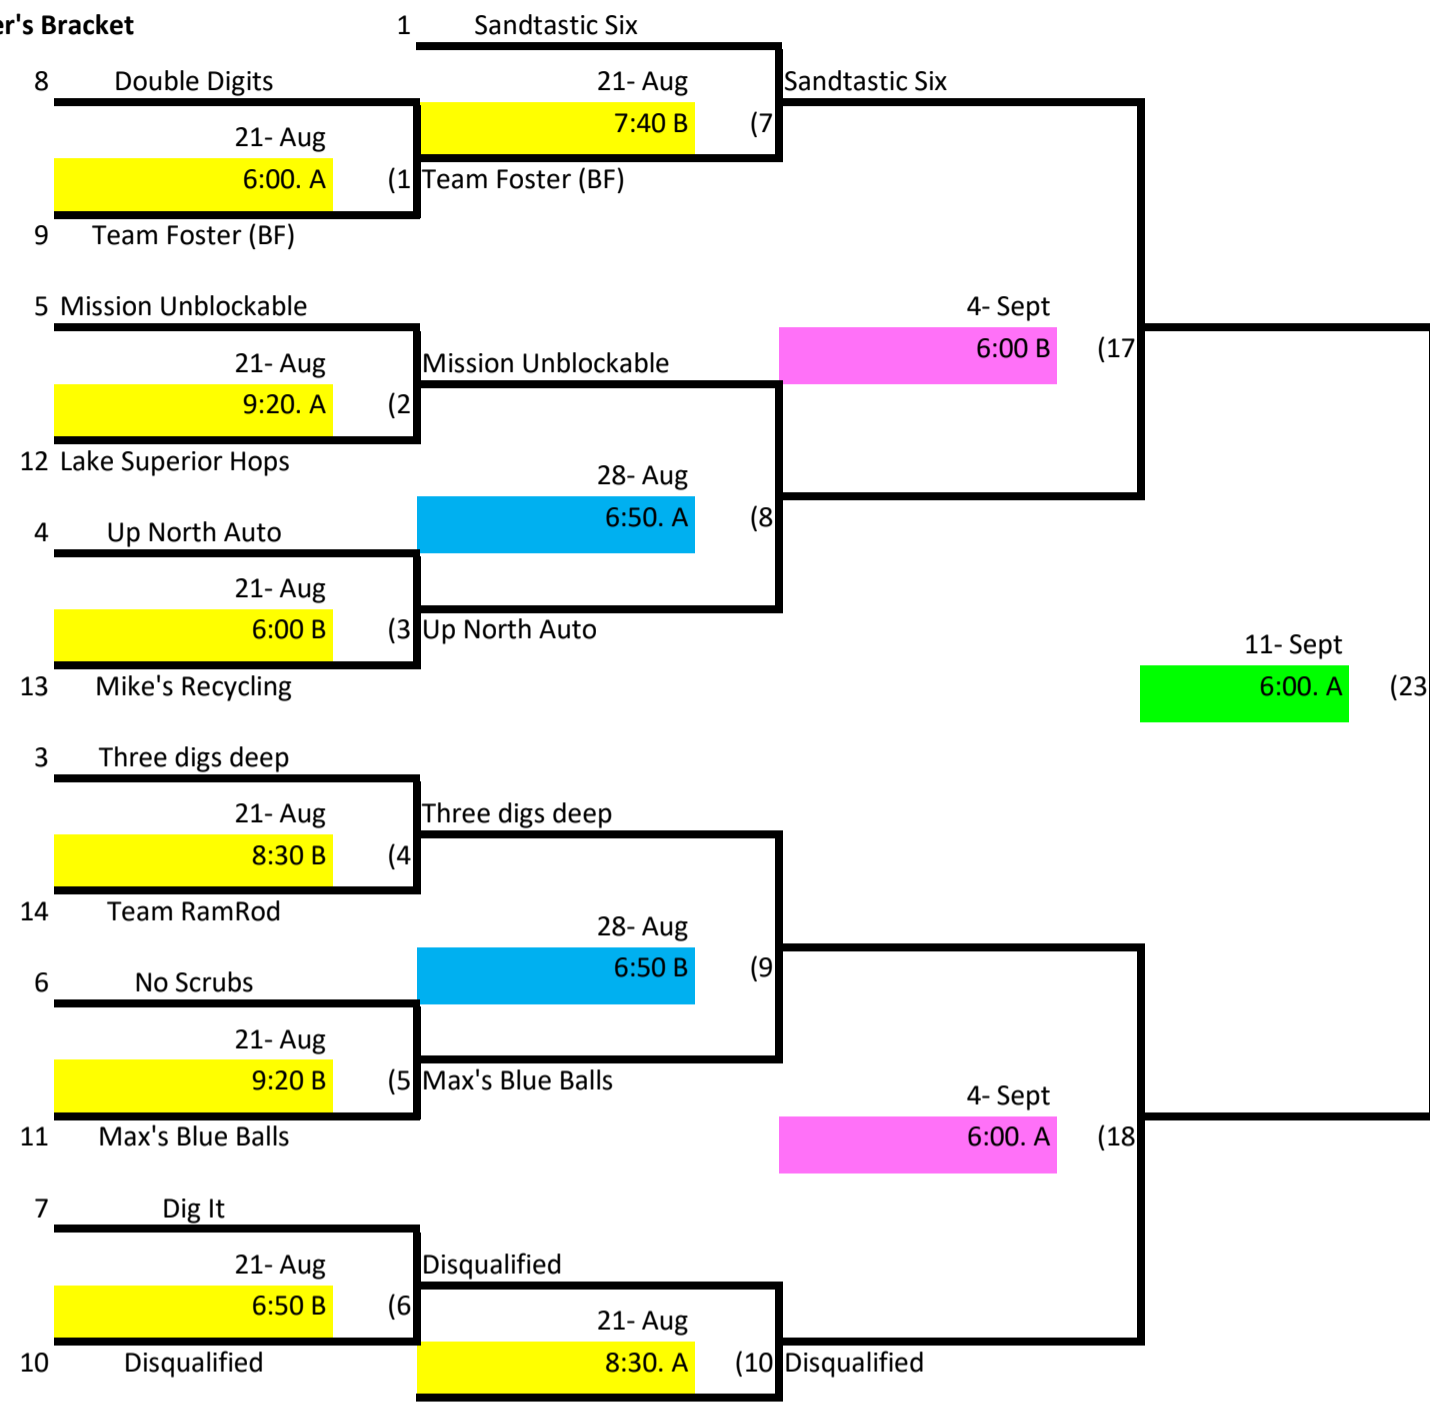 er's Bracket
1 Sandtastic Six
8 Double Digits
21- Aug
Sandtastic Six
21- Aug
7:40 B (7
6:00. A (1
Team Foster (BF)
9 Team Foster (BF)
5 Mission Unblockable
4- Sept
6:00 B (17
21- Aug
Mission Unblockable
9:20. A (2
12 Lake Superior Hops
28- Aug
6:50. A (8
4 Up North Auto
21- Aug
6:00 B (3
Up North Auto
11- Sept
13 Mike's Recycling
6:00. A (23
3 Three digs deep
21- Aug
Three digs deep
8:30 B (4
14 Team RamRod
28- Aug
6:50 B (9
6 No Scrubs
21- Aug
9:20 B (5
Max's Blue Balls
4- Sept
11 Max's Blue Balls
6:00. A (18
7 Dig It
21- Aug
Disqualified
6:50 B (6
21- Aug
10 Disqualified
8:30. A (10
Disqualified